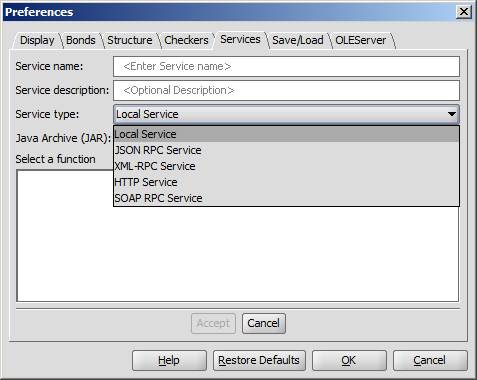 Preferences
Display Bonds Structure Checkers Services Save/Load OLEServer
Service name: <Enter Service name>
Service description: <Optional Description>
Service type: Local Service
Java Archive (JAR): Local Service
JSON RPC Service
Select a function
XML-RPC Service
HTTP Service
SOAP RPC Service
Accept Cancel
Help Restore Defaults OK Cancel